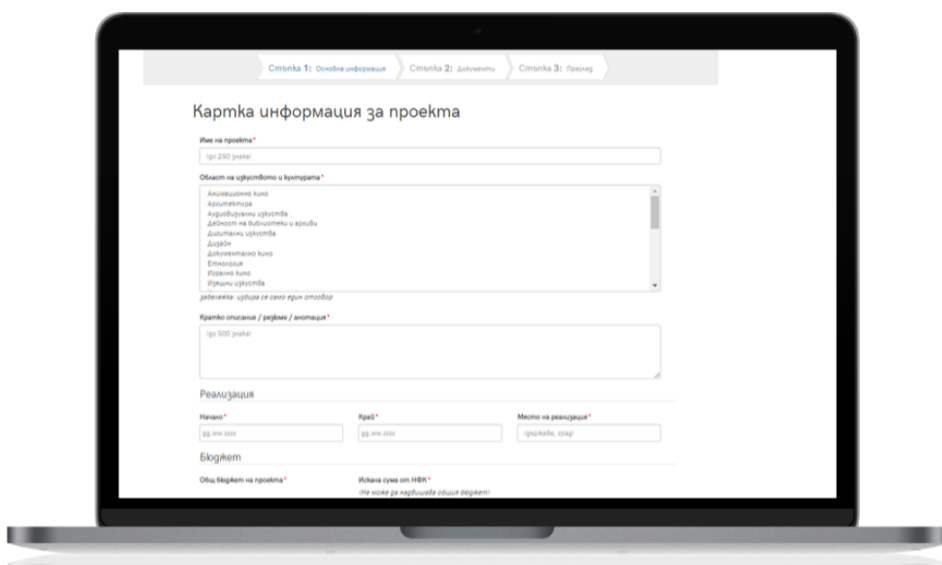 Стъпка 1: Основна информация
Стъпка 2: Документи
Стъпка 3: Преглед
Картка информация за проекта
Име на проекта*
(до 250 знака)
Област на изкуството и културата*
Анимационно кино
Архитектура
Аудиовизуални изкуства
Дейност на библиотеки и архиви
Дигитални изкуства
Дизайн
Документално кино
Етнология
Игрално кино
Изящни изкуства
забележка: избира се само един отговор
Кратко описание / резюме / анотация*
(до 500 знака)
Реализация
Начало*
Край*
Място на реализация*
дд.мм.гггг
дд.мм.гггг
(държава, град)
Бюджет
Общ бюджет на проекта*
Искана сума от НФК*
(Не може да надвишава общия бюджет)